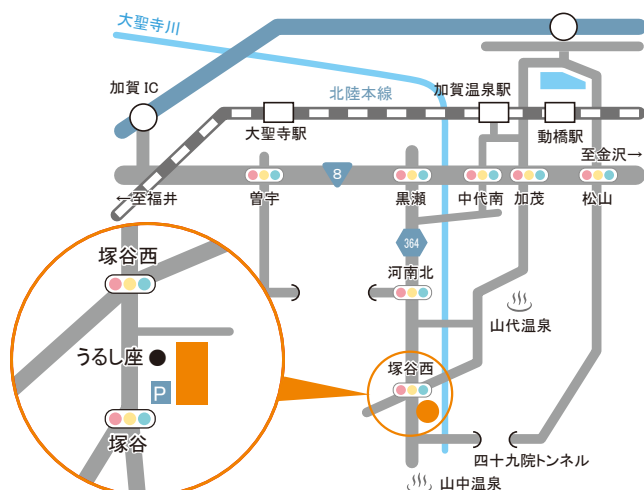 大聖寺川
加賀 IC
北陸本線
加賀温泉駅
大聖寺駅
動橋駅
至金沢→
8
←至福井
曽宇
黒瀬
中代南
加茂
松山
364
塚谷西
河南北
山代温泉
うるし座
P
塚谷西
塚谷
四十九院トンネル
山中温泉